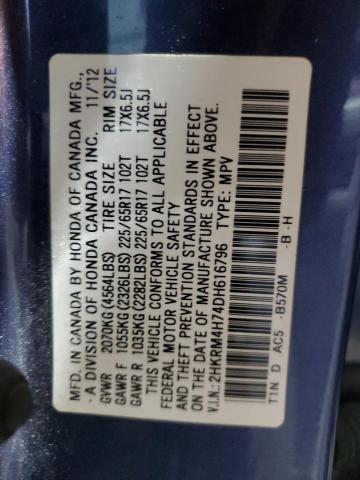 MFD. IN CANADA BY HONDA OF CANADA MFG.,
A DIVISION OF HONDA CANADA INC. 11/12
GVWR 2070KG (4564LBS) TIRE SIZE RIM SIZE
GAWR F 1055KG (2326LBS) 225/65R17 102T 17X6.5J
GAWR R 1035KG (2282LBS) 225/65R17 102T 17X6.5J
THIS VEHICLE CONFORMS TO ALL APPLICABLE
FEDERAL MOTOR VEHICLE SAFETY
AND THEFT PREVENTION STANDARDS IN EFFECT
ON THE DATE OF MANUFACTURE SHOWN ABOVE.
V.I.N.: 2HKRM4H74DH616796 TYPE: MPV
T1N D AC5 -B570M -B -H